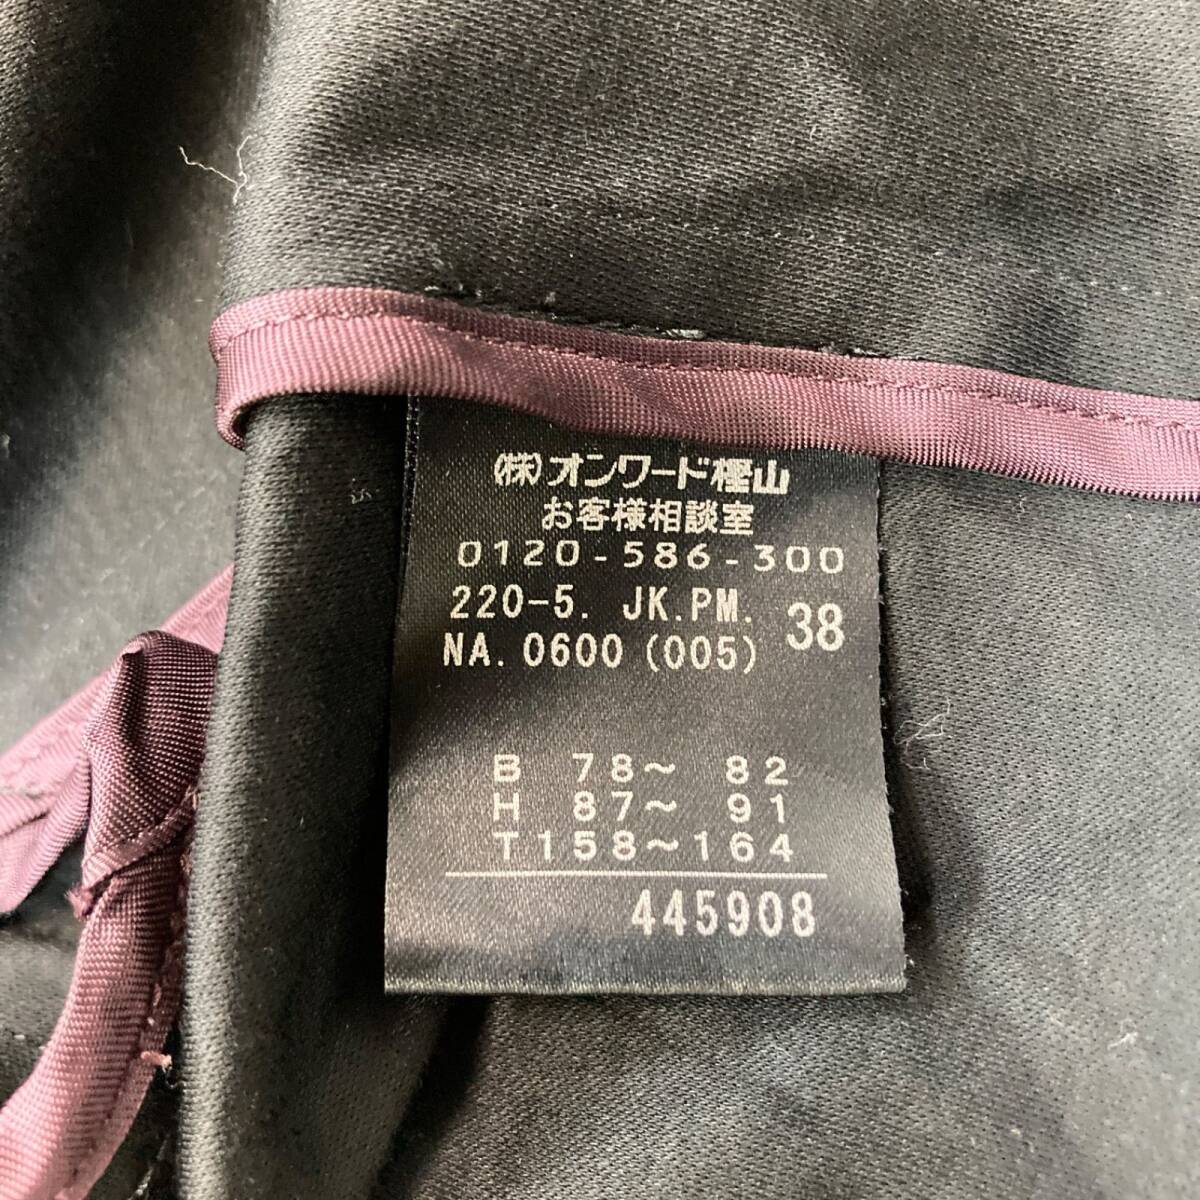 (株)オンワード樫山
お客様相談室
0120-586-300
220-5. JK.PM. 38
NA. 0600 (005)
B 78～ 82
H 87～ 91
T158～164
445908